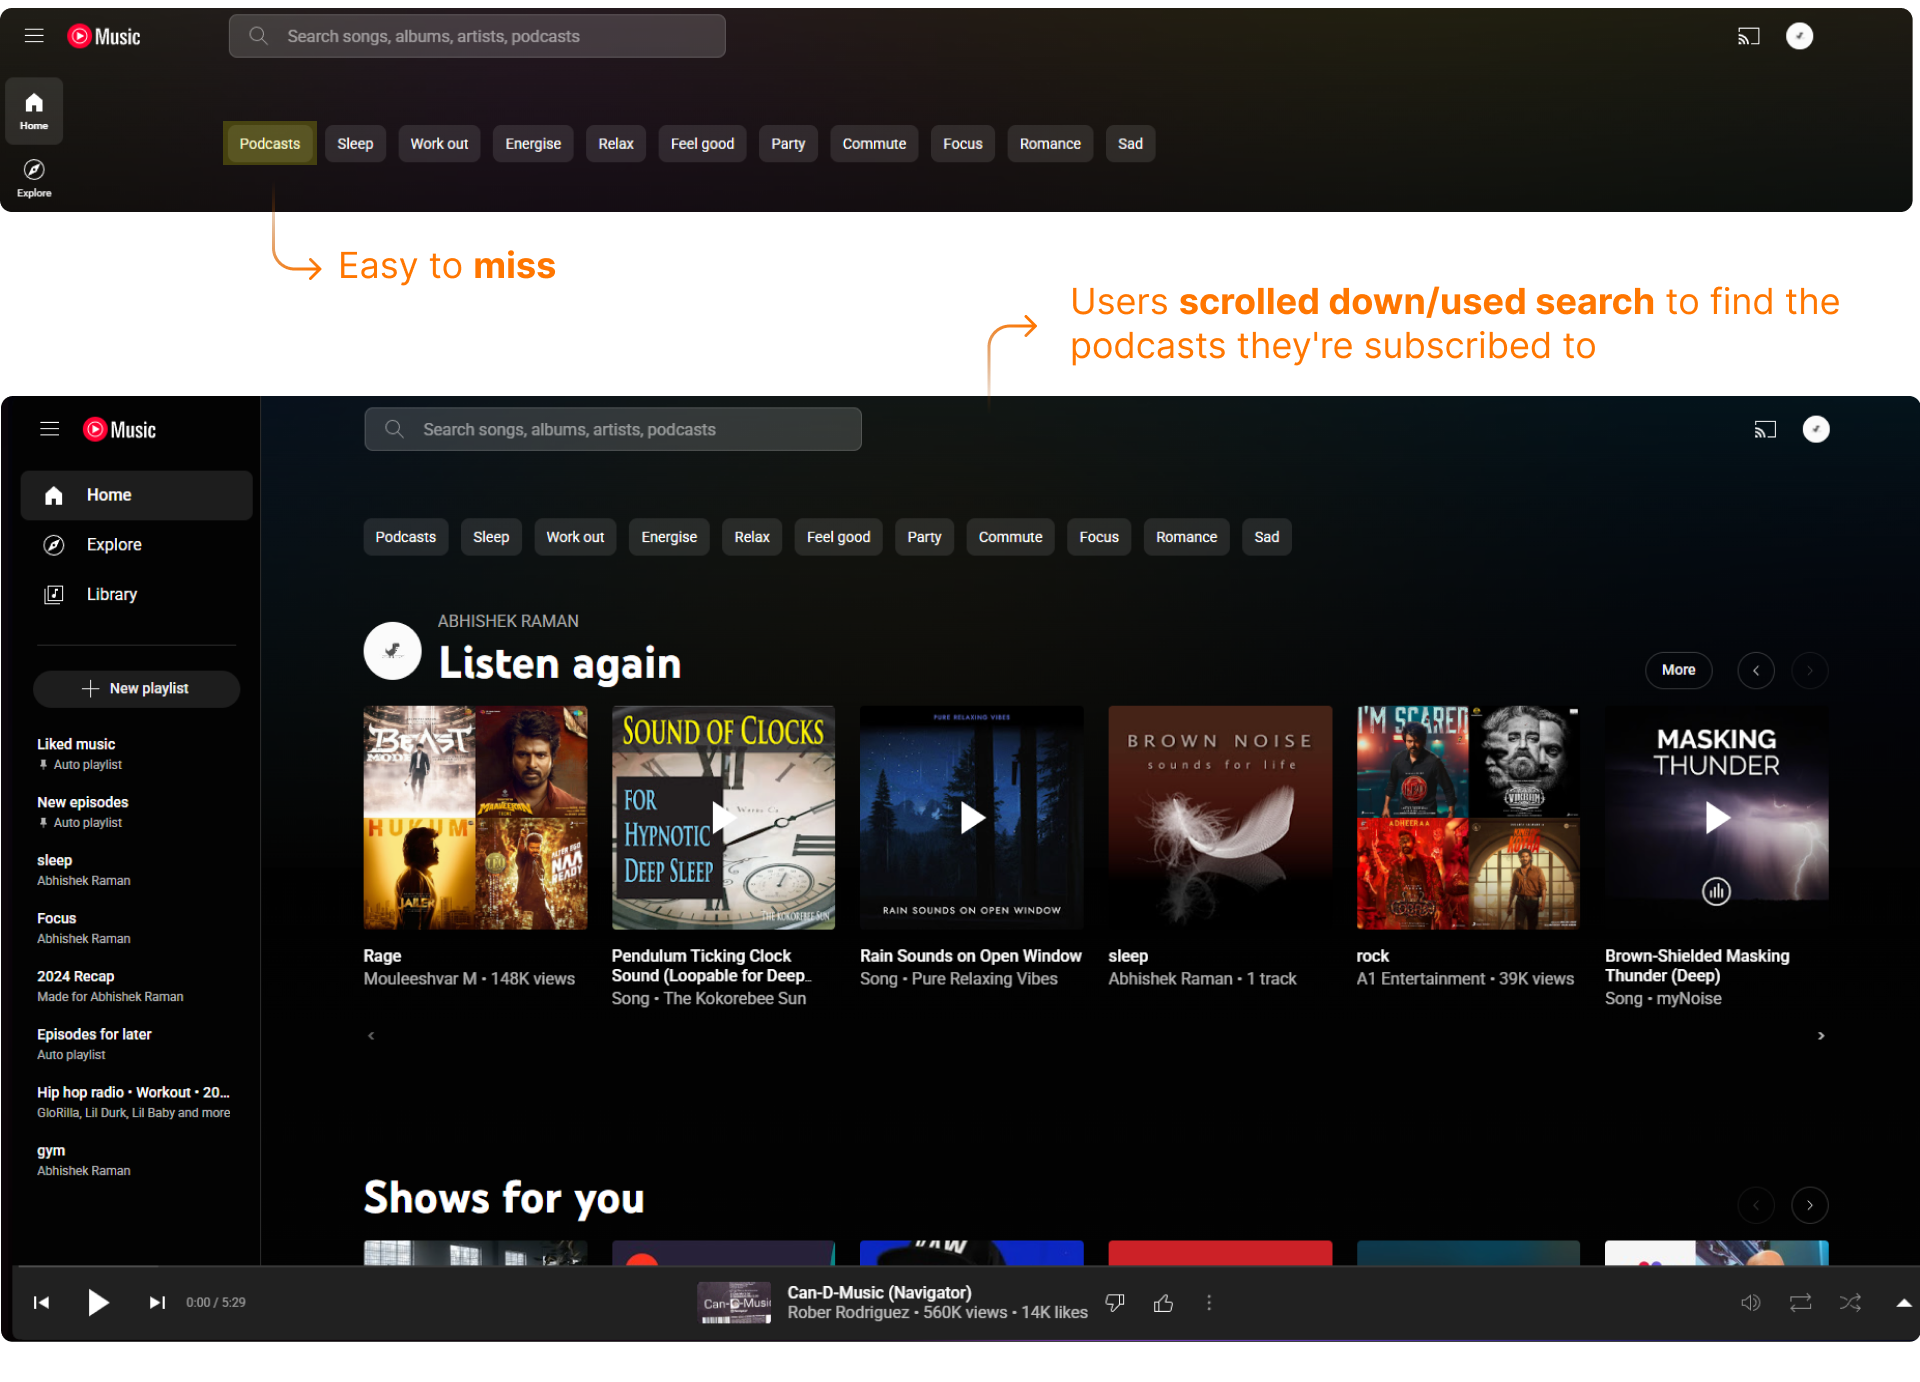 Music
Search songs, albums, artists, podcasts
Home
Explore
Podcasts
Sleep
Work out
Energise
Relax
Feel good
Party
Commute
Focus
Romance
Sad
Easy to miss
Users scrolled down/used search to find the
podcasts they're subscribed to
Music
Search songs, albums, artists, podcasts
Home
Explore
Library
New playlist
Liked music
Auto playlist
New episodes
Auto playlist
sleep
Abhishek Raman
Focus
Abhishek Raman
2024 Recap
Made for Abhishek Raman
Episodes for later
Auto playlist
Hip hop radio • Workout • 20...
GloRilla, Lil Durk, Lil Baby and more
gym
Abhishek Raman
Podcasts
Sleep
Work out
Energise
Relax
Feel good
Party
Commute
Focus
Romance
Sad
ABHISHEK RAMAN
Listen again
More
BEAST
MODE
MAAVEERAN
HUKUM
JAILER
NAA
READY
Rage
Mouleeshvar M • 148K views
SOUND OF CLOCKS
FOR
HYPNOTIC
DEEP SLEEP
THE KOKOREBEE SUN
Pendulum Ticking Clock
Sound (Loopable for Deep...
Song • The Kokorebee Sun
PURE RELAXING VIBES
RAIN SOUNDS ON OPEN WINDOW
Rain Sounds on Open Window
Song • Pure Relaxing Vibes
BROWN NOISE
sounds for life
sleep
Abhishek Raman • 1 track
I'M SCARED
VIKRAM
ADHEERAA
COBRA
rock
A1 Entertainment • 39K views
MASKING
THUNDER
Brown-Shielded Masking
Thunder (Deep)
Song • myNoise
Shows for you
0:00 / 5:29
Can-D-Music
Can-D-Music (Navigator)
Rober Rodriguez • 560K views • 14K likes